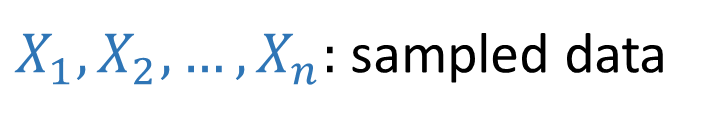 X₁, X₂, … , Xₙ: sampled data